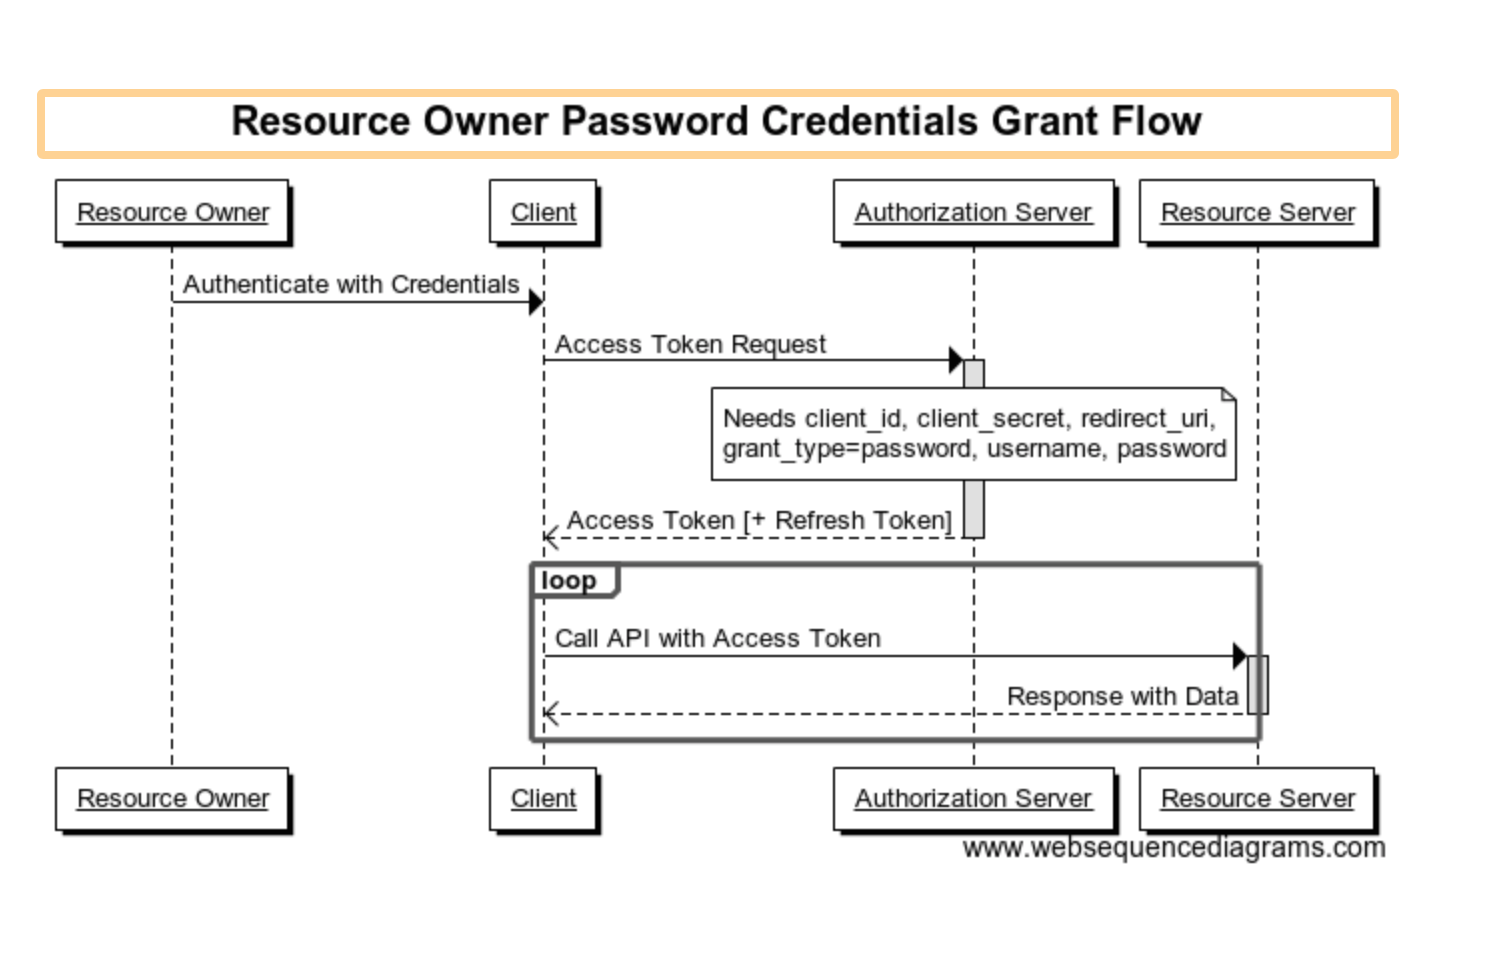 Resource Owner Password Credentials Grant Flow
Resource Owner
Client
Authorization Server
Resource Server
Authenticate with Credentials
Access Token Request
Needs client_id, client_secret, redirect_uri,
grant_type=password, username, password
Access Token [+ Refresh Token]
loop
Call API with Access Token
Response with Data
Resource Owner
Client
Authorization Server
Resource Server
www.websequencediagrams.com